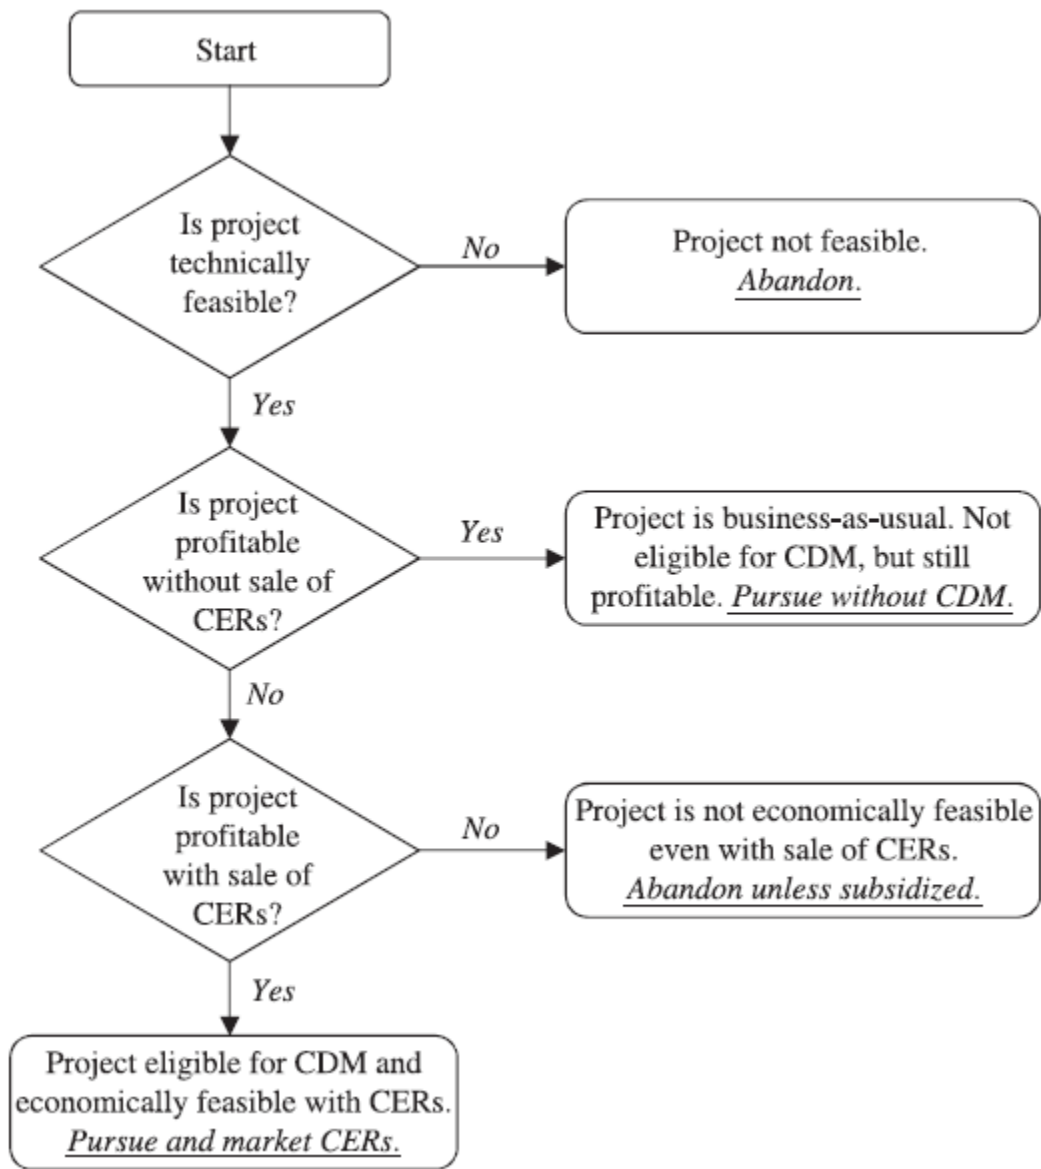 Start
Is project
technically
feasible?
No
Project not feasible.
Abandon.
Yes
Is project
profitable
without sale of
CERs?
Yes
Project is business-as-usual. Not
eligible for CDM, but still
profitable. Pursue without CDM.
No
Is project
profitable
with sale of
CERs?
No
Project is not economically feasible
even with sale of CERs.
Abandon unless subsidized.
Yes
Project eligible for CDM and
economically feasible with CERs.
Pursue and market CERs.